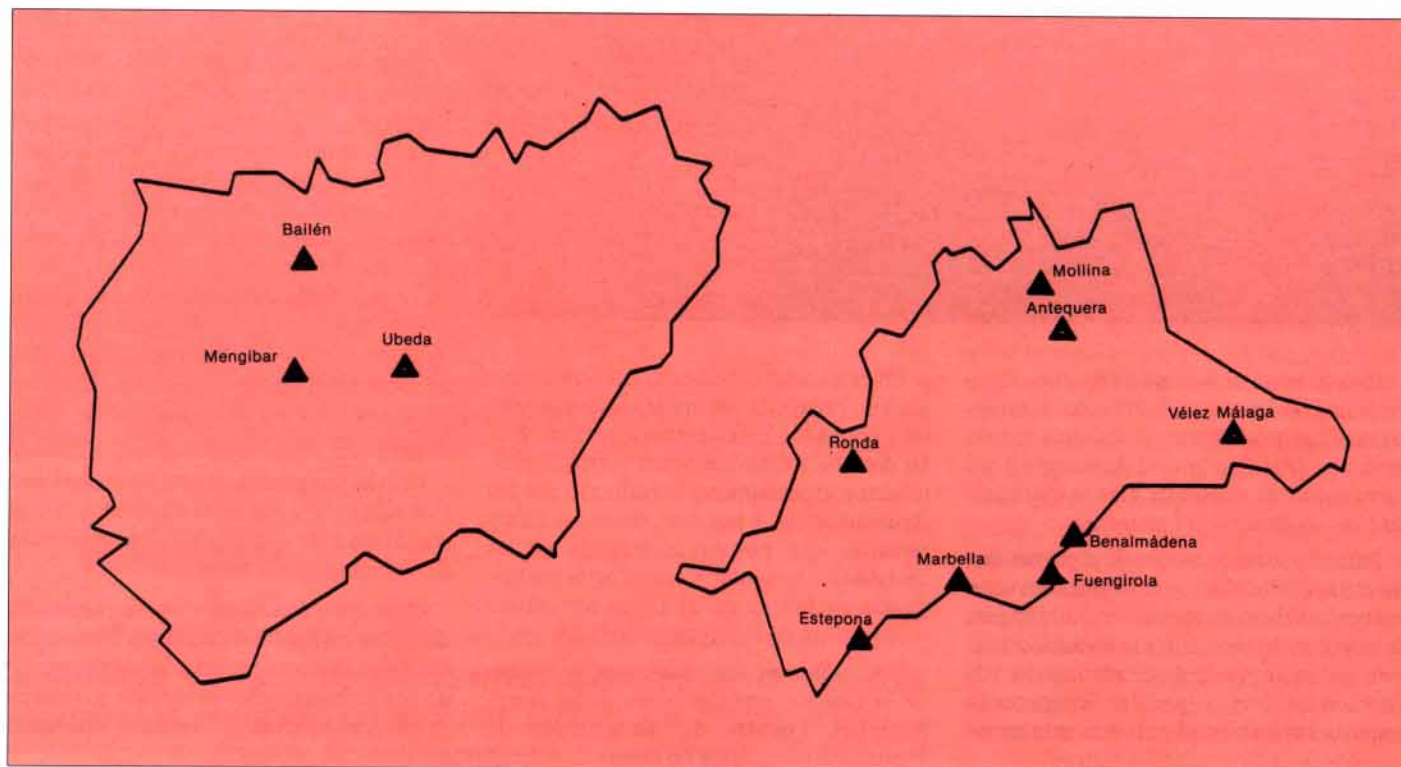 Bailén
Mengibar
Ubeda
Mollina
Antequera
Vélez Málaga
Ronda
Benalmádena
Marbella
Fuengirola
Estepona